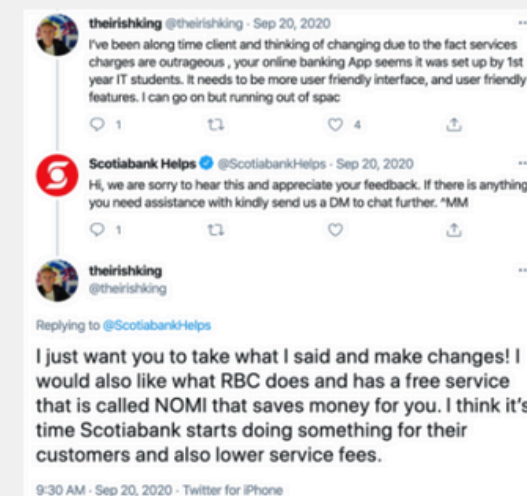 theirishking @theirishking · Sep 20, 2020
I've been along time client and thinking of changing due to the fact services
charges are outrageous , your online banking App seems it was set up by 1st
year IT students. It needs to be more user friendly interface, and user friendly
features. I can go on but running out of spac
1 4
Scotiabank Helps @ScotiabankHelps · Sep 20, 2020
Hi, we are sorry to hear this and appreciate your feedback. If there is anything
you need assistance with kindly send us a DM to chat further. ^MM
1
theirishking
@theirishking
Replying to @ScotiabankHelps
I just want you to take what I said and make changes! I
would also like what RBC does and has a free service
that is called NOMI that saves money for you. I think it's
time Scotiabank starts doing something for their
customers and also lower service fees.
9:30 AM · Sep 20, 2020 · Twitter for iPhone